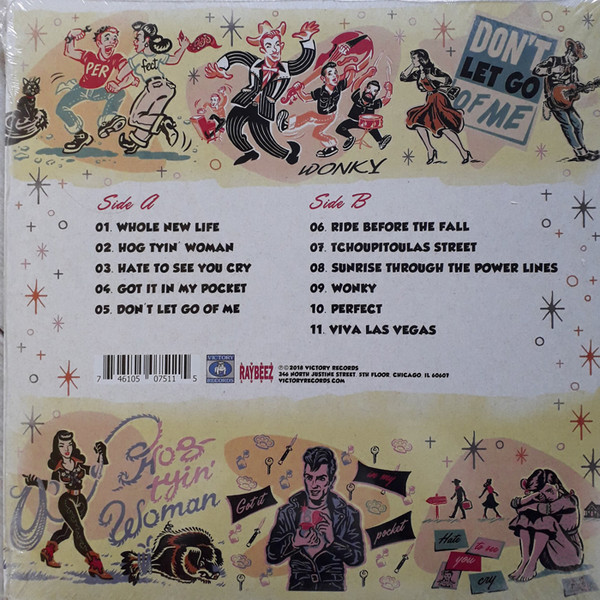 PER
fect
DON'T
LET GO
OF ME
WONKY
Side A
01. WHOLE NEW LIFE
02. HOG TYIN' WOMAN
03. HATE TO SEE YOU CRY
04. GOT IT IN MY POCKET
05. DON'T LET GO OF ME
Side B
06. RIDE BEFORE THE FALL
07. TCHOUPITOULAS STREET
08. SUNRISE THROUGH THE POWER LINES
09. WONKY
10. PERFECT
11. VIVA LAS VEGAS
7 46105 07511 5
VICTORY
RECORDS
RAYBEEZ
℗©2018 VICTORY RECORDS
346 NORTH JUSTINE STREET, 5TH FLOOR, CHICAGO, IL 60607
VICTORYRECORDS.COM
Hog
tyin'
Woman
Got it
in my
pocket
Hate to see
you
cry